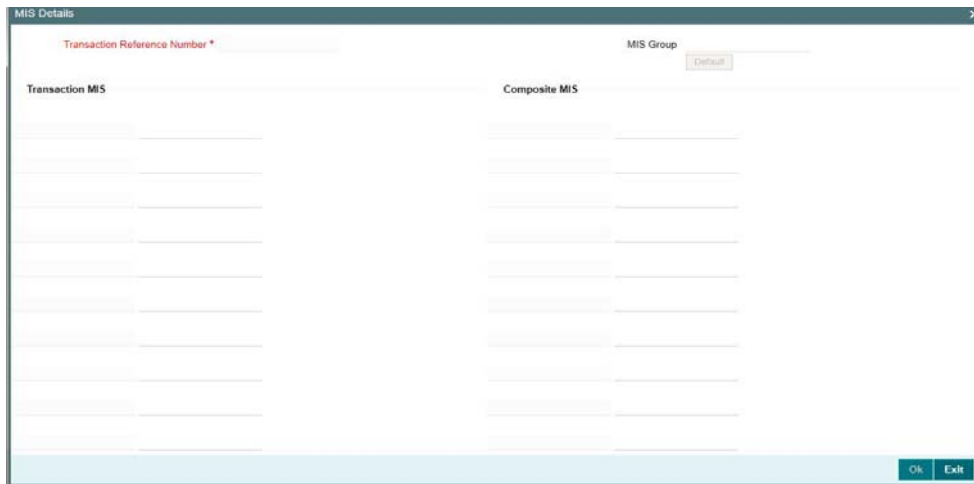 MIS Details
Transaction Reference Number *
MIS Group
Default
Transaction MIS
Composite MIS
Ok Exit